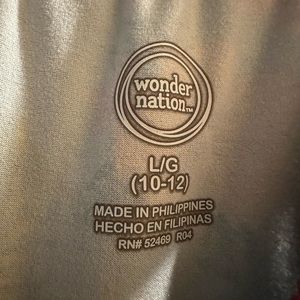 wonder
nation™
L/G
(10-12)
MADE IN PHILIPPINES
HECHO EN FILIPINAS
RN# 52469 R04